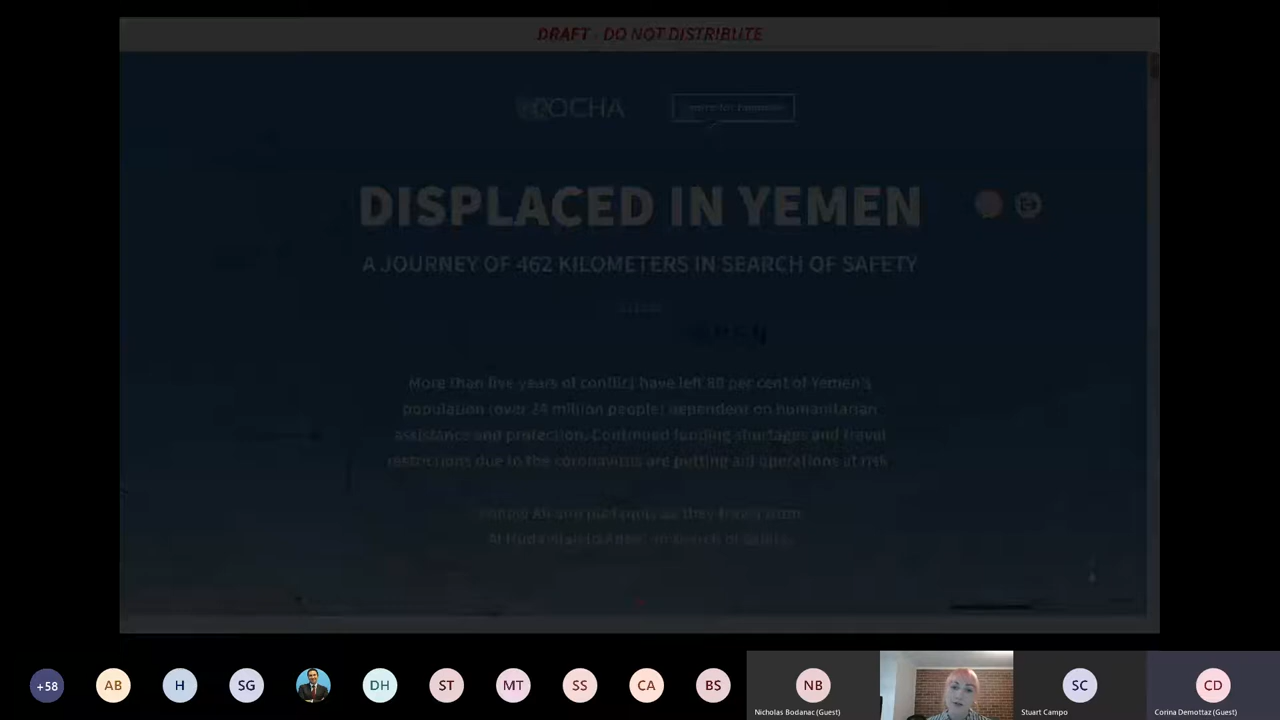 DRAFT - DO NOT DISTRIBUTE
OCHA
DISPLACED IN YEMEN
A JOURNEY OF 462 KILOMETERS IN SEARCH OF SAFETY
More than five years of conflict have left 80 per cent of Yemen's
population (over 24 million people) dependent on humanitarian
assistance and protection. Continued funding shortages and travel
restrictions due to the coronavirus are putting aid operations at risk
as they travel from
+58
AB
H
SG
DH
ST
MT
SS
CA
BS
NB
SC
CD
Nicholas Bodanac (Guest)
Stuart Campo
Corina Demottaz (Guest)